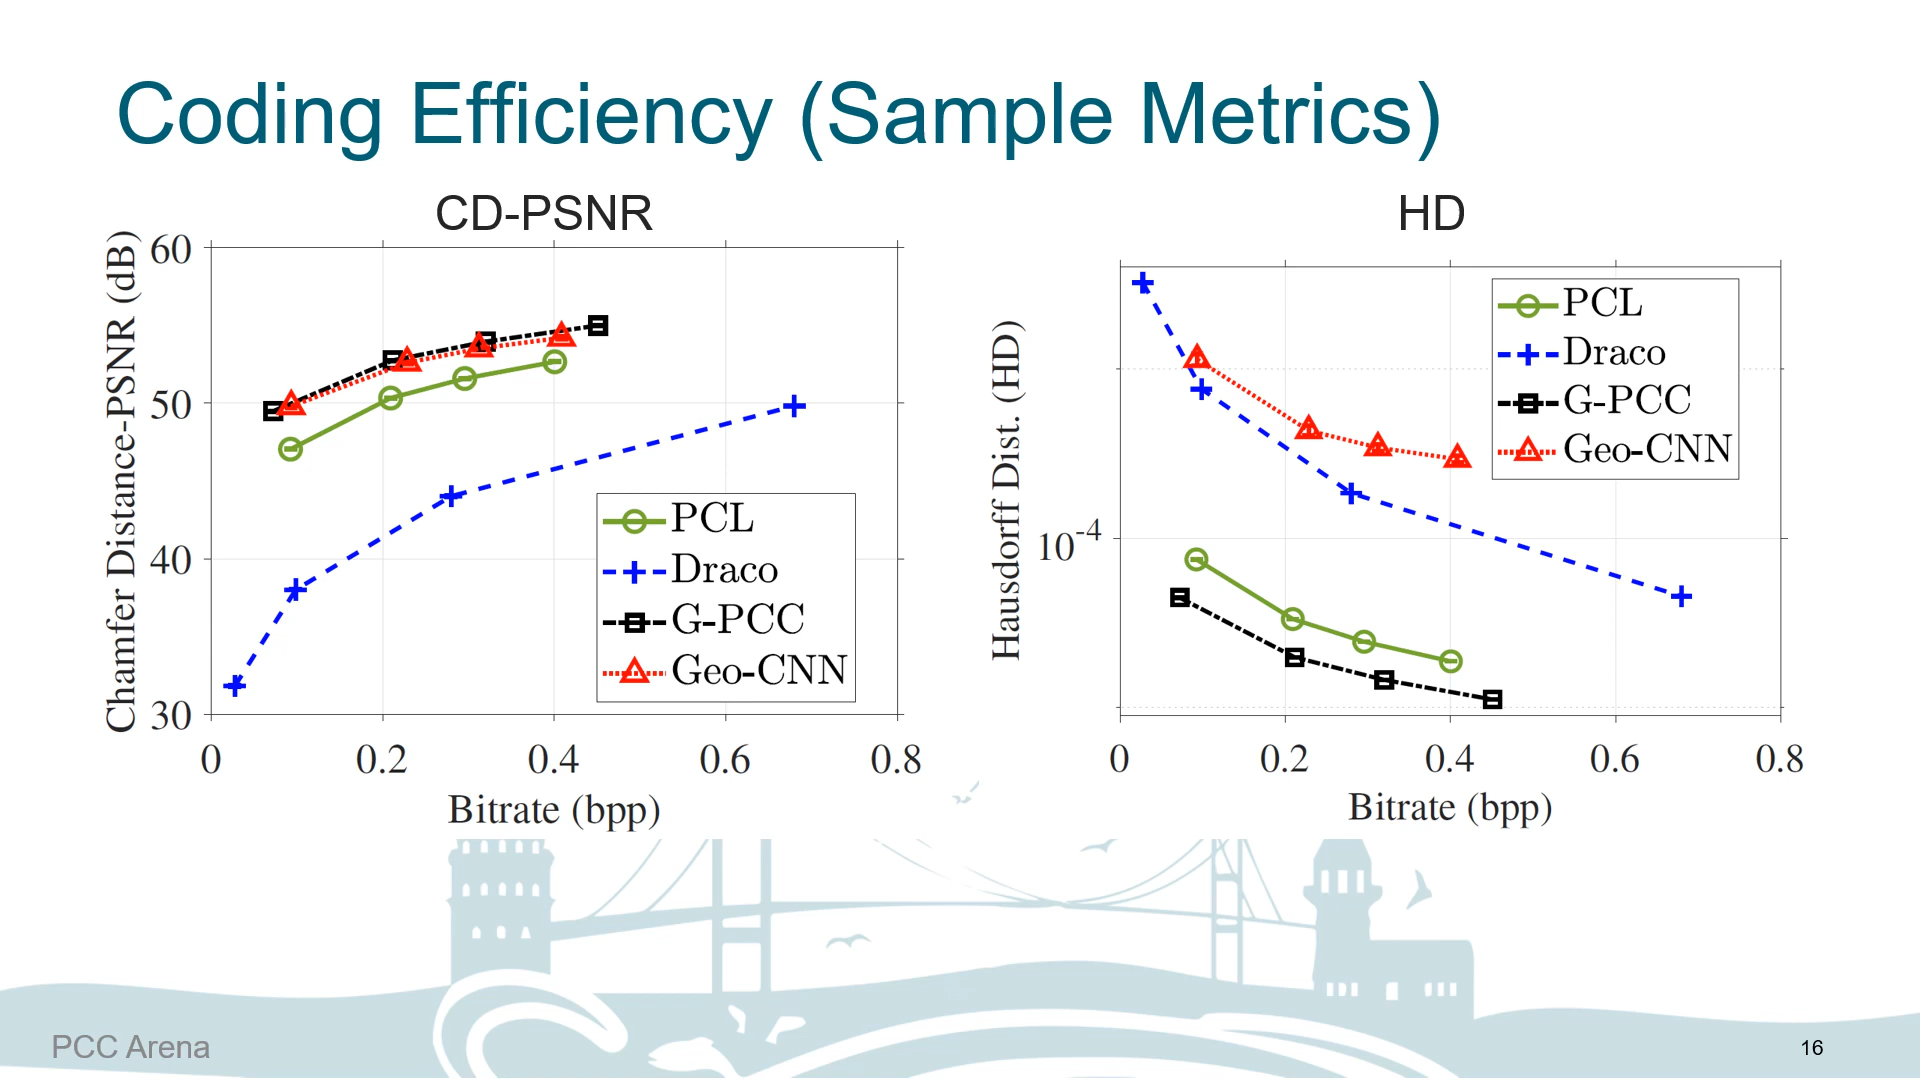 Coding Efficiency (Sample Metrics)
CD-PSNR
Chamfer Distance-PSNR (dB)
60
50
40
30
0 0.2 0.4 0.6 0.8
Bitrate (bpp)
PCL
Draco
G-PCC
Geo-CNN
HD
Hausdorff Dist. (HD)
10-4
0 0.2 0.4 0.6 0.8
Bitrate (bpp)
PCL
Draco
G-PCC
Geo-CNN
PCC Arena
16